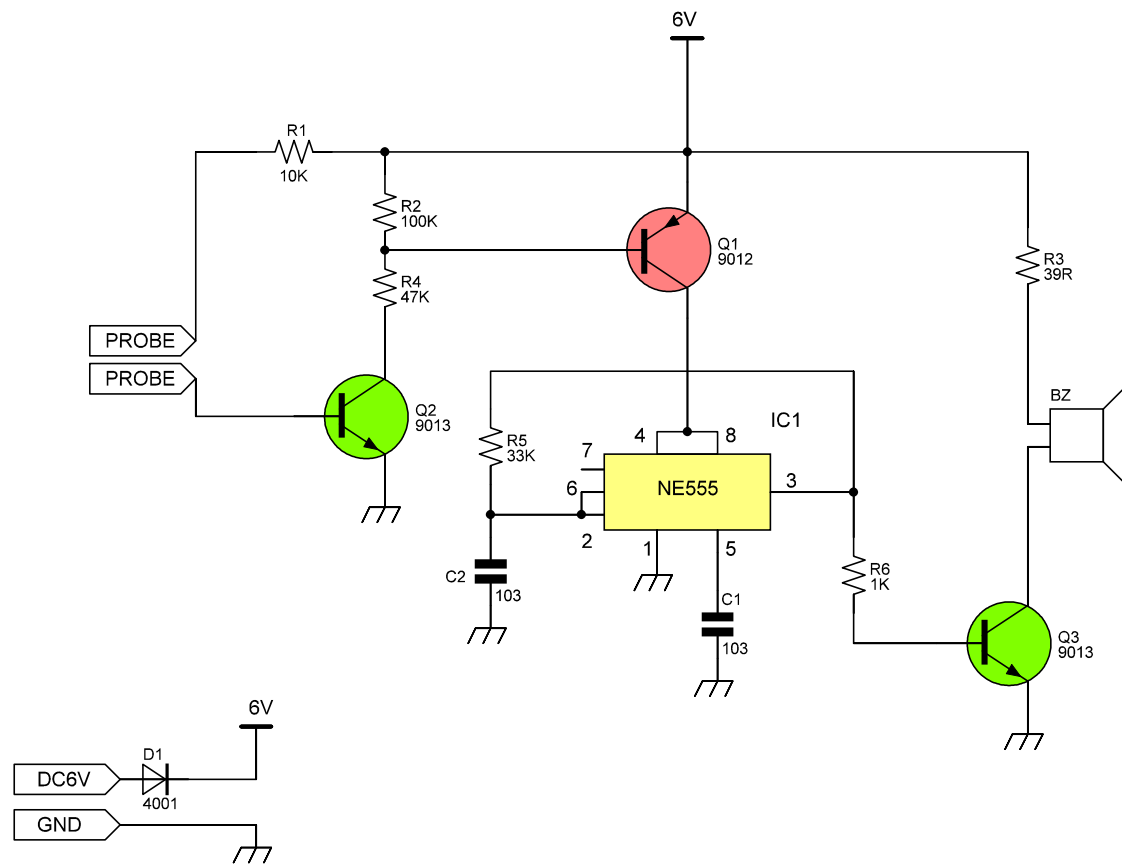 6V
R1
10K
R2
100K
Q1
9012
R3
39R
R4
47K
PROBE
PROBE
Q2
9013
BZ
IC1
4
8
R5
33K
7
6
NE555
3
2
1
5
R6
1K
C2
103
C1
103
Q3
9013
6V
D1
DC6V
4001
GND